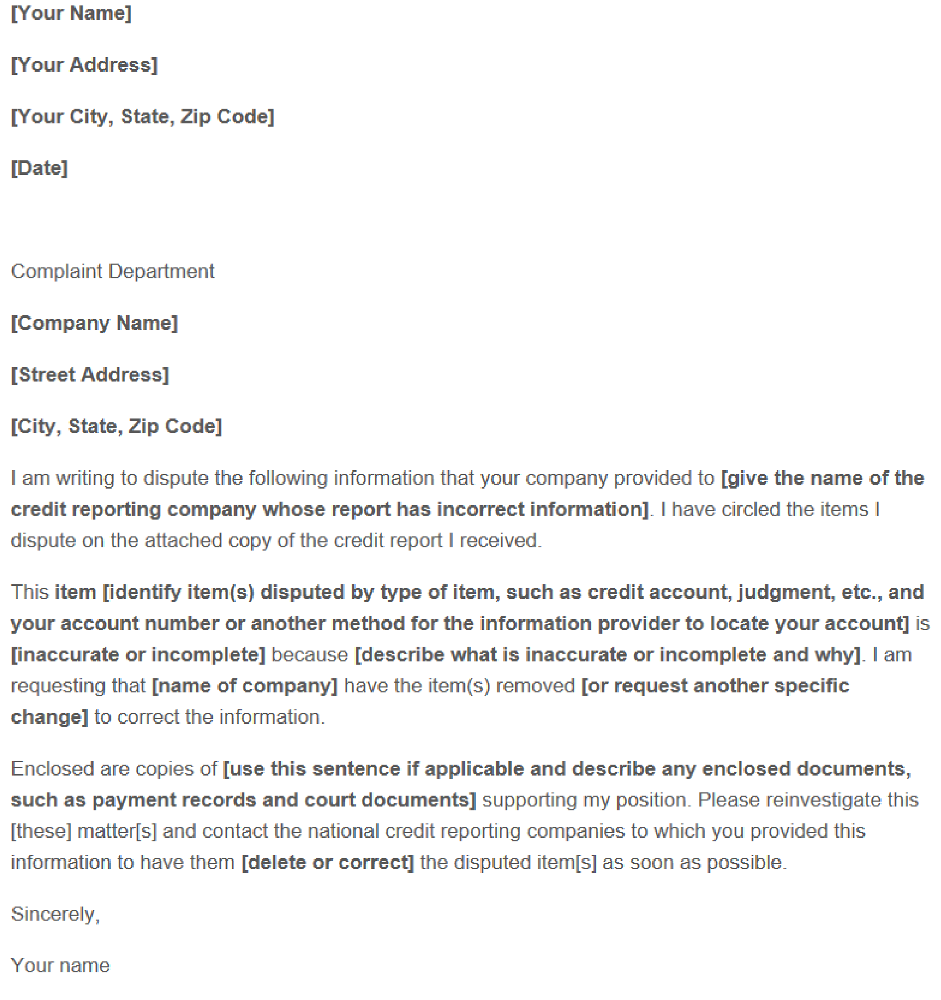 [Your Name]
[Your Address]
[Your City, State, Zip Code]
[Date]
Complaint Department
[Company Name]
[Street Address]
[City, State, Zip Code]
I am writing to dispute the following information that your company provided to [give the name of the
credit reporting company whose report has incorrect information]. I have circled the items I
dispute on the attached copy of the credit report I received.
This item [identify item(s) disputed by type of item, such as credit account, judgment, etc., and
your account number or another method for the information provider to locate your account] is
[inaccurate or incomplete] because [describe what is inaccurate or incomplete and why]. I am
requesting that [name of company] have the item(s) removed [or request another specific
change] to correct the information.
Enclosed are copies of [use this sentence if applicable and describe any enclosed documents,
such as payment records and court documents] supporting my position. Please reinvestigate this
[these] matter[s] and contact the national credit reporting companies to which you provided this
information to have them [delete or correct] the disputed item[s] as soon as possible.
Sincerely,
Your name